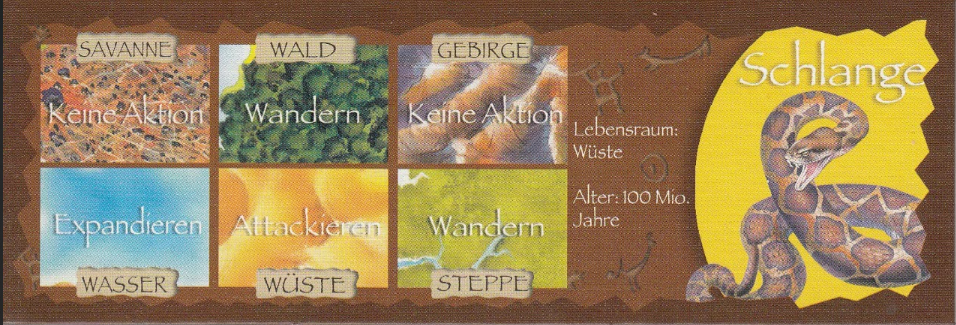 SAVANNE
WALD
GEBIRGE
Keine Aktion
Wandern
Keine Aktion
Expandieren
Attackieren
Wandern
WASSER
WÜSTE
STEPPE
Lebensraum:
Wüste
Alter: 100 Mio.
Jahre
Schlange